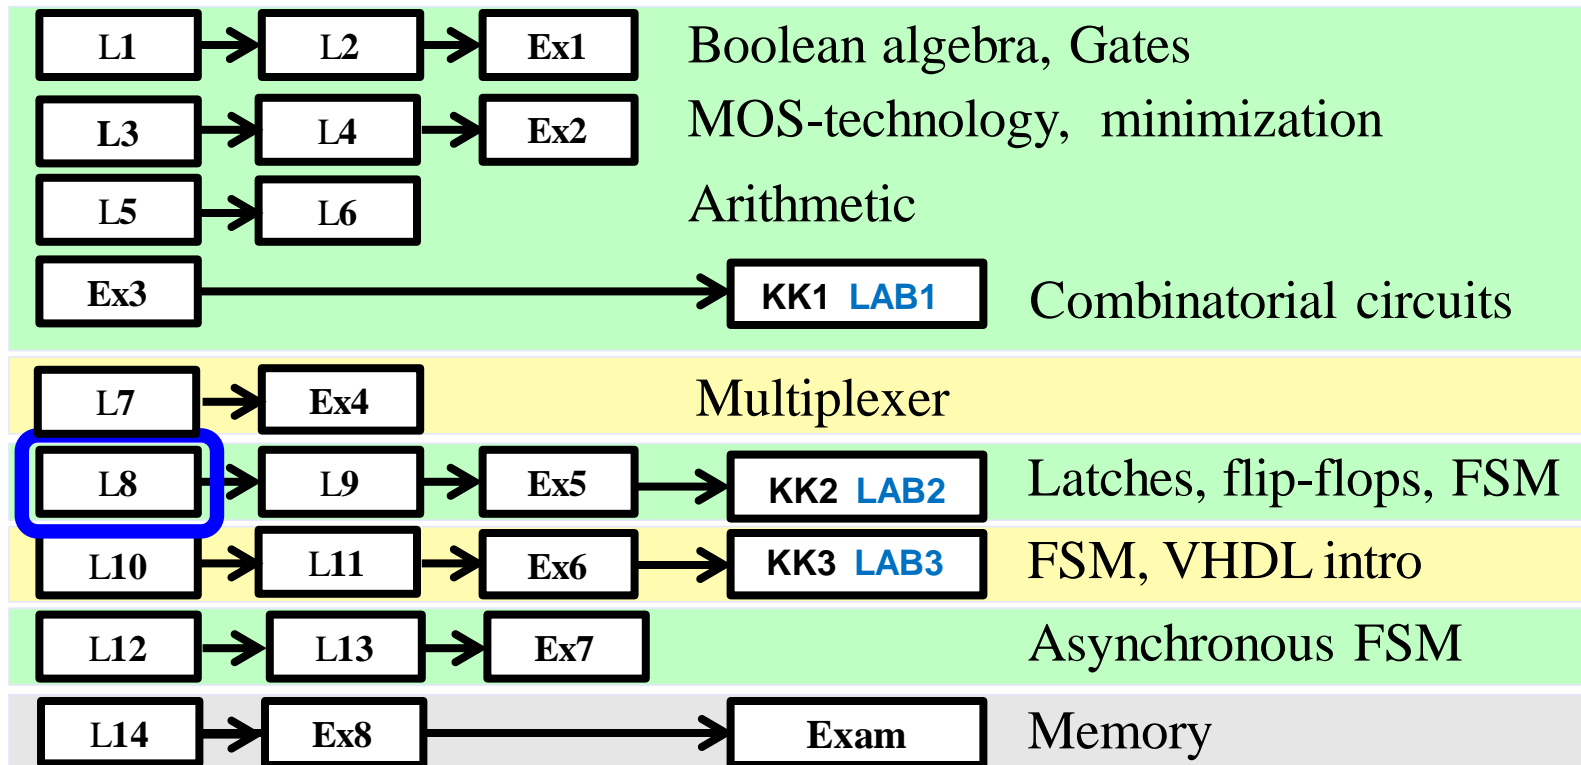 L1 L2 Ex1 Boolean algebra, Gates
L3 L4 Ex2 MOS-technology, minimization
L5 L6 Arithmetic
Ex3 KK1 LAB1 Combinatorial circuits
L7 Ex4 Multiplexer
L8 L9 Ex5 KK2 LAB2 Latches, flip-flops, FSM
L10 L11 Ex6 KK3 LAB3 FSM, VHDL intro
L12 L13 Ex7 Asynchronous FSM
L14 Ex8 Exam Memory